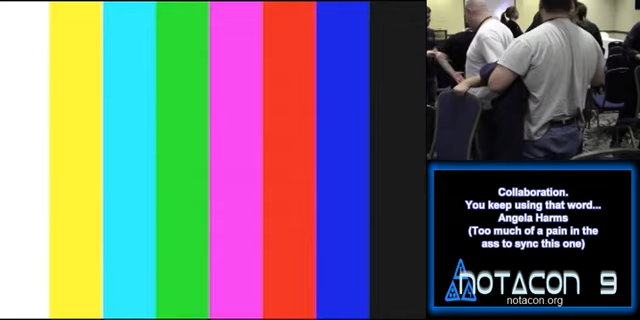 Collaboration.
You keep using that word...
Angela Harms
(Too much of a pain in the
ass to sync this one)
NOTACON 9
notacon.org